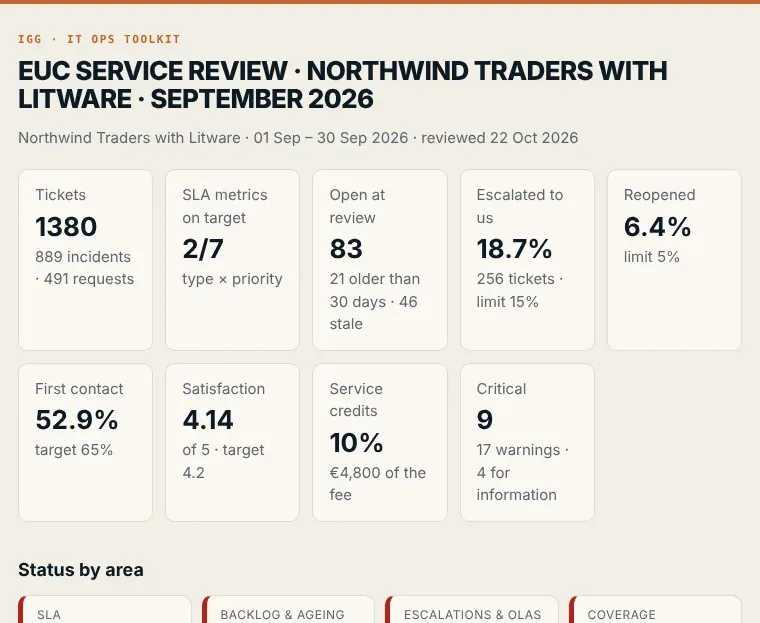 IGG · IT OPS TOOLKIT
EUC SERVICE REVIEW · NORTHWIND TRADERS WITH
LITWARE · SEPTEMBER 2026
Northwind Traders with Litware · 01 Sep – 30 Sep 2026 · reviewed 22 Oct 2026
Tickets
1380
889 incidents
· 491 requests
SLA metrics
on target
2/7
type × priority
Open at
review
83
21 older than
30 days · 46
stale
Escalated to
us
18.7%
256 tickets ·
limit 15%
Reopened
6.4%
limit 5%
First contact
52.9%
target 65%
Satisfaction
4.14
of 5 · target
4.2
Service
credits
10%
€4,800 of the
fee
Critical
9
17 warnings ·
4 for
information
Status by area
SLA
BACKLOG & AGEING
ESCALATIONS & OLAS
COVERAGE